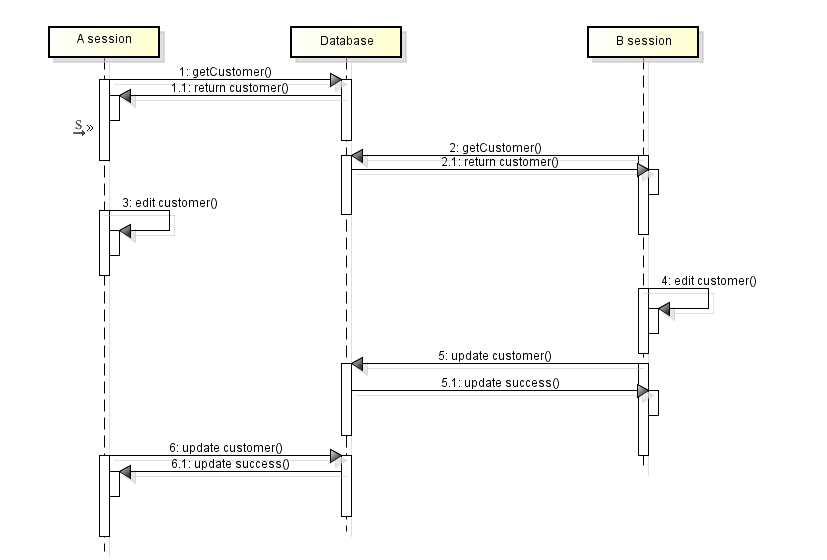 A session
Database
B session
1: getCustomer()
1.1: return customer()
S »
2: getCustomer()
2.1: return customer()
3: edit customer()
4: edit customer()
5: update customer()
5.1: update success()
6: update customer()
6.1: update success()